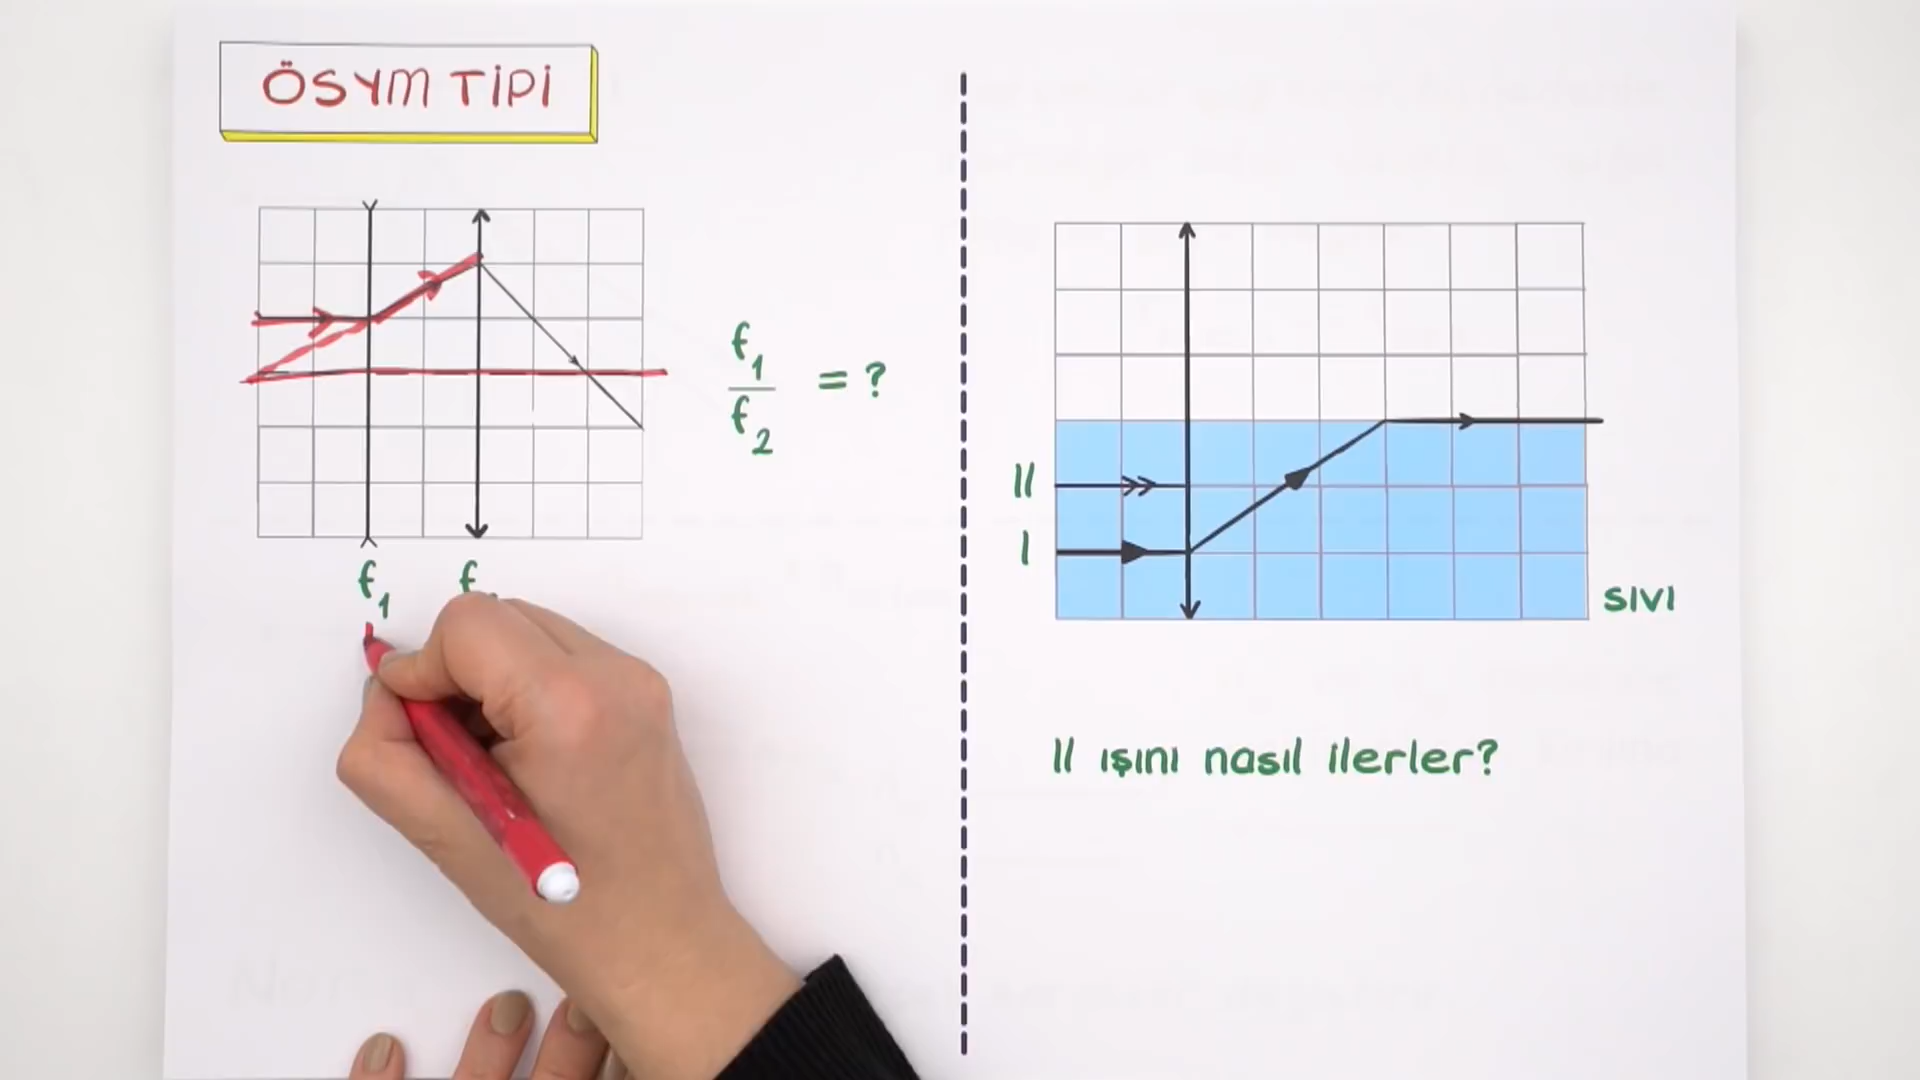 ÖSYM TİPİ
f1
f
f1
f2
= ?
II
I
SIVI
II ışını nasıl ilerler?